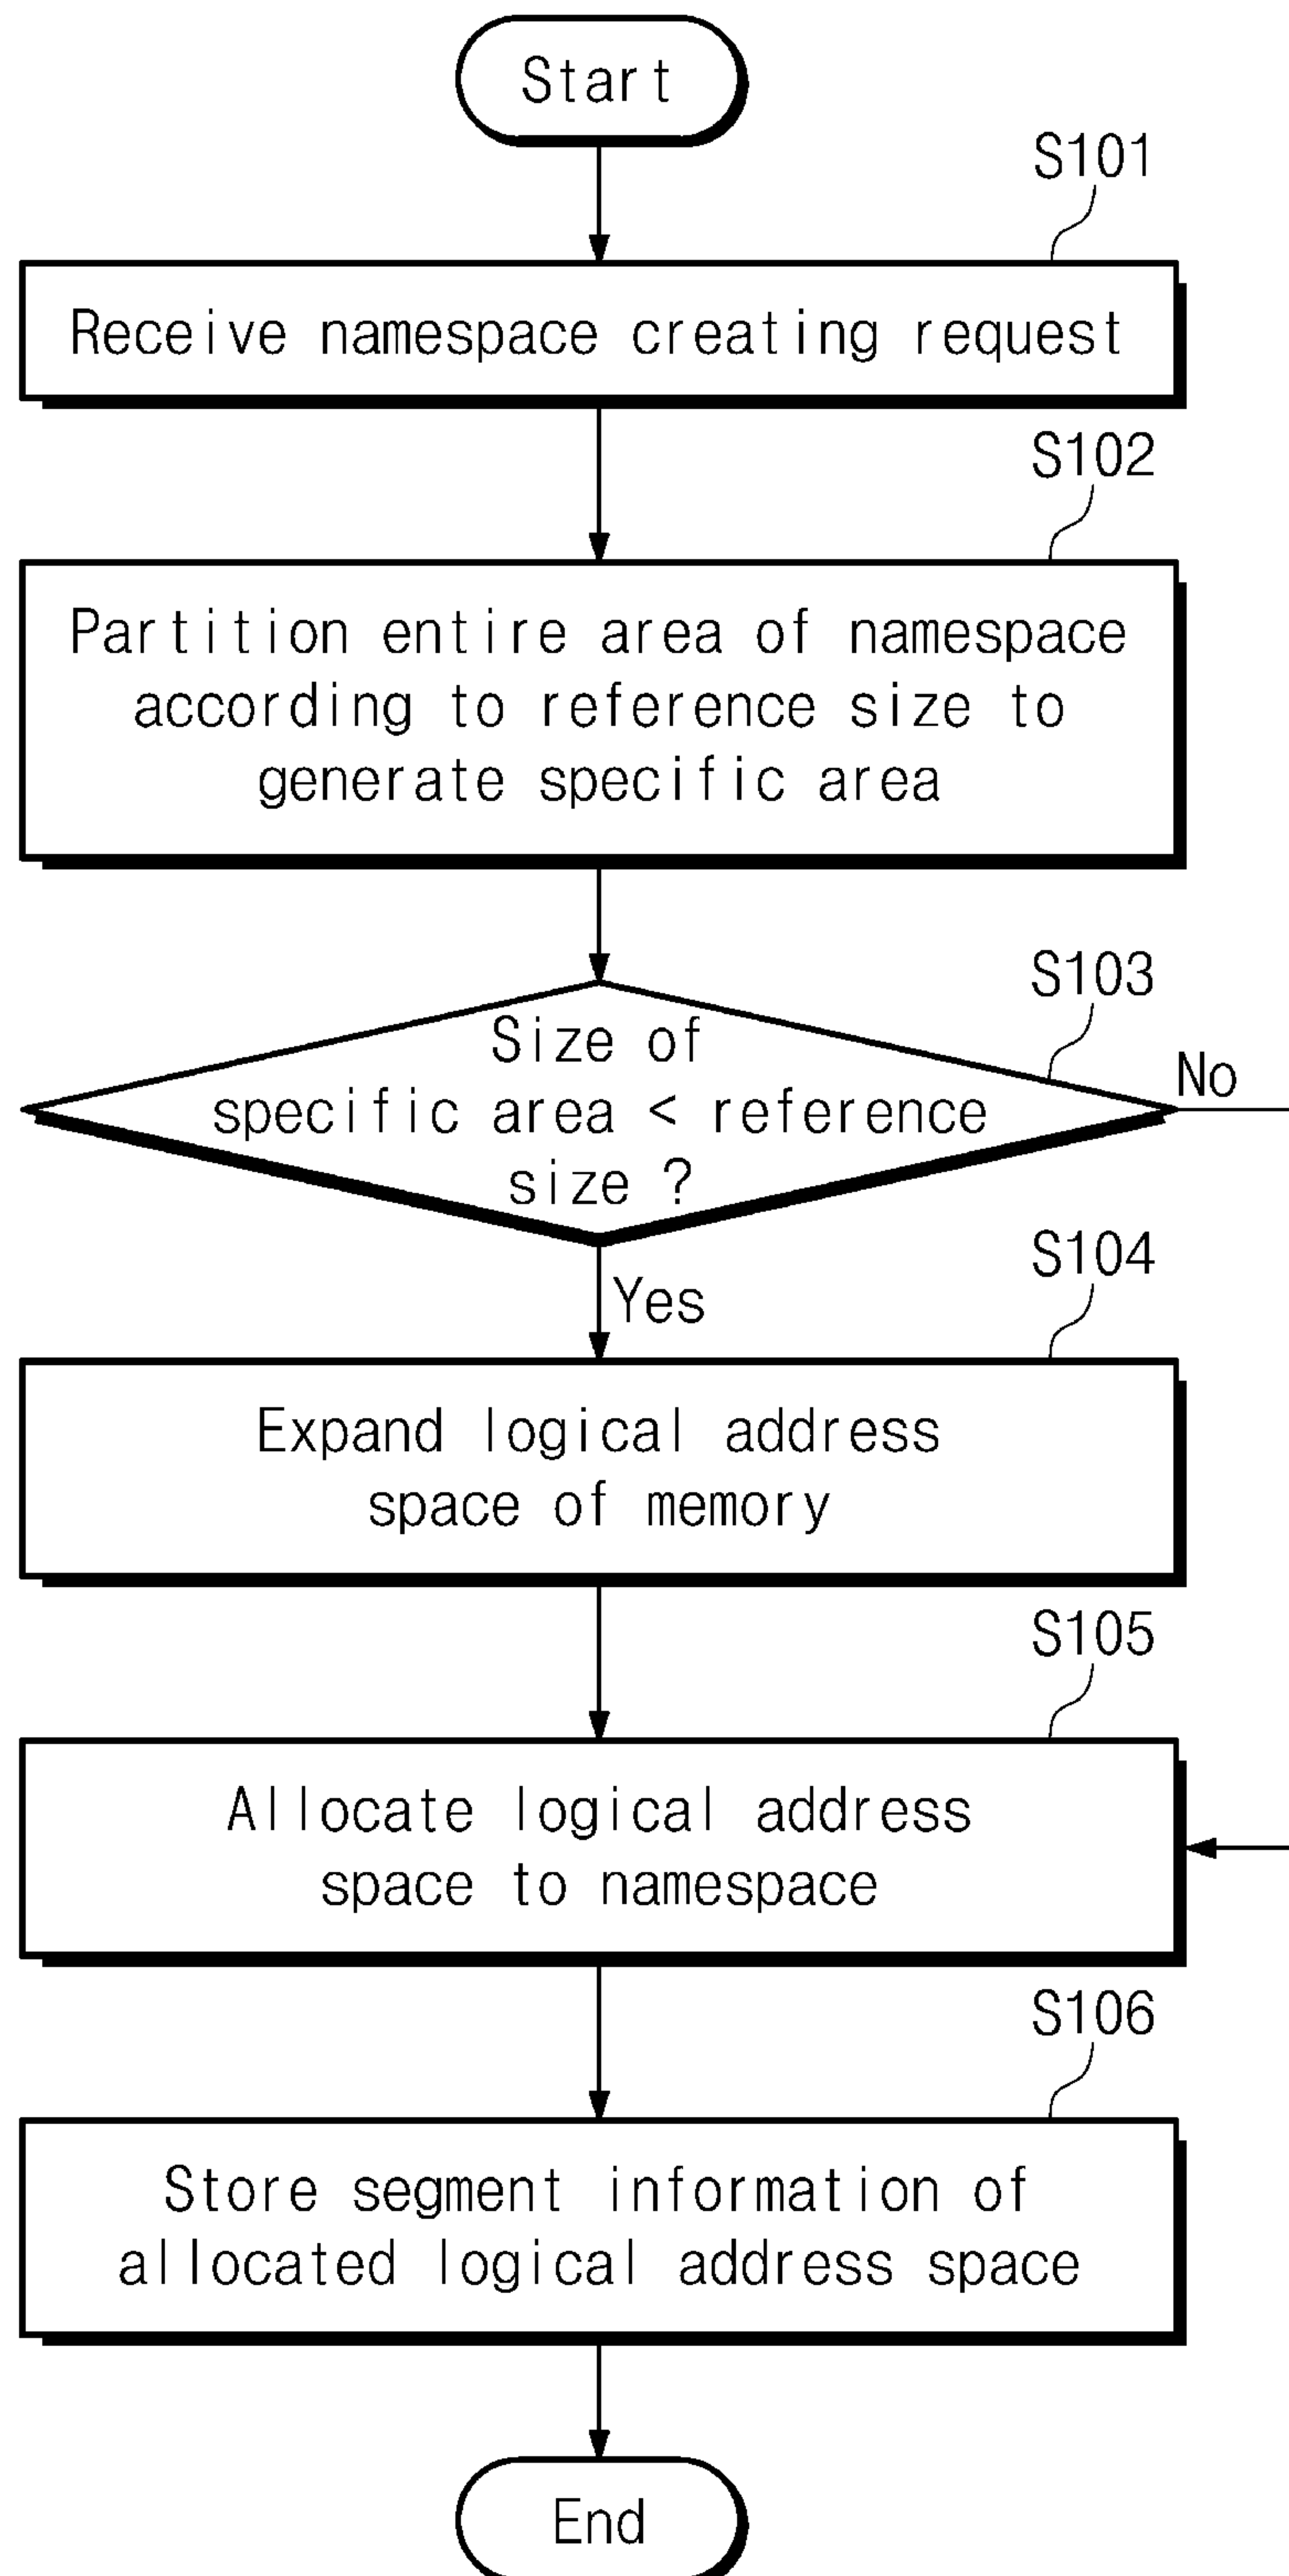 Start
S101
Receive namespace creating request
S102
Partition entire area of namespace
according to reference size to
generate specific area
S103
Size of
specific area < reference
size ?
No
Yes
S104
Expand logical address
space of memory
S105
Allocate logical address
space to namespace
S106
Store segment information of
allocated logical address space
End